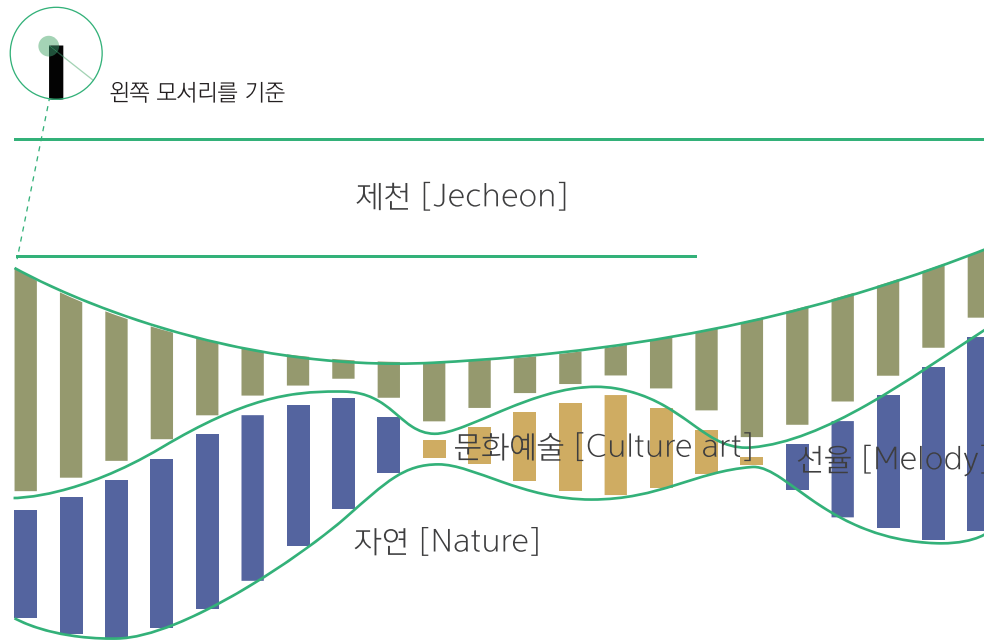 왼쪽 모서리를 기준
제천 [Jecheon]
문화예술 [Culture art]
선율 [Melody]
자연 [Nature]